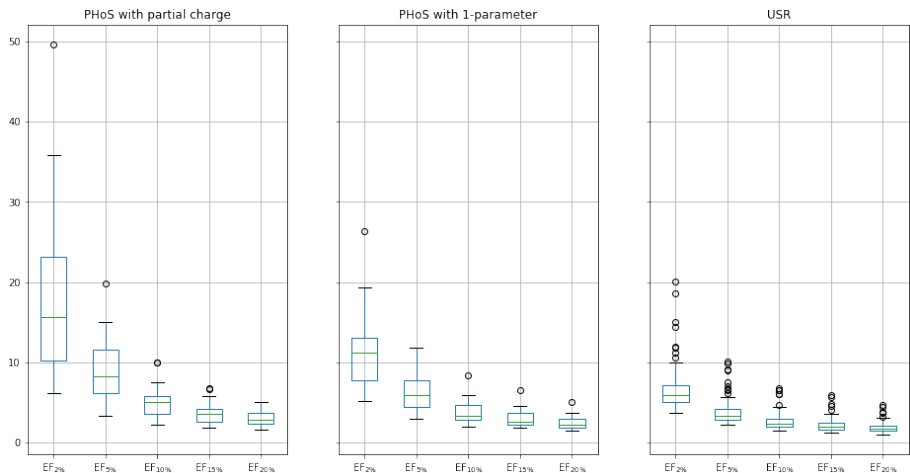 PHoS with partial charge
PHoS with 1-parameter
USR
50
40
30
20
10
0
EF2% EF5% EF10% EF15% EF20%
EF2% EF5% EF10% EF15% EF20%
EF2% EF5% EF10% EF15% EF20%